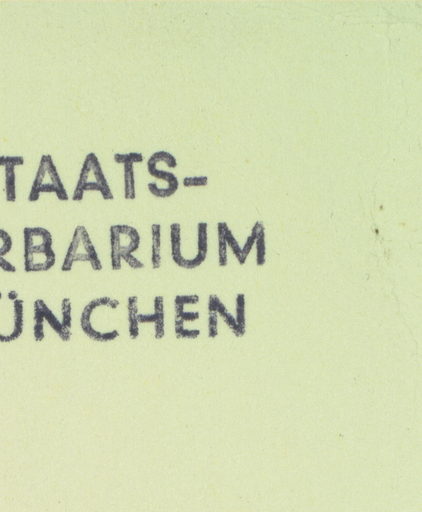 TAATS-
RBARIUM
ÜNCHEN